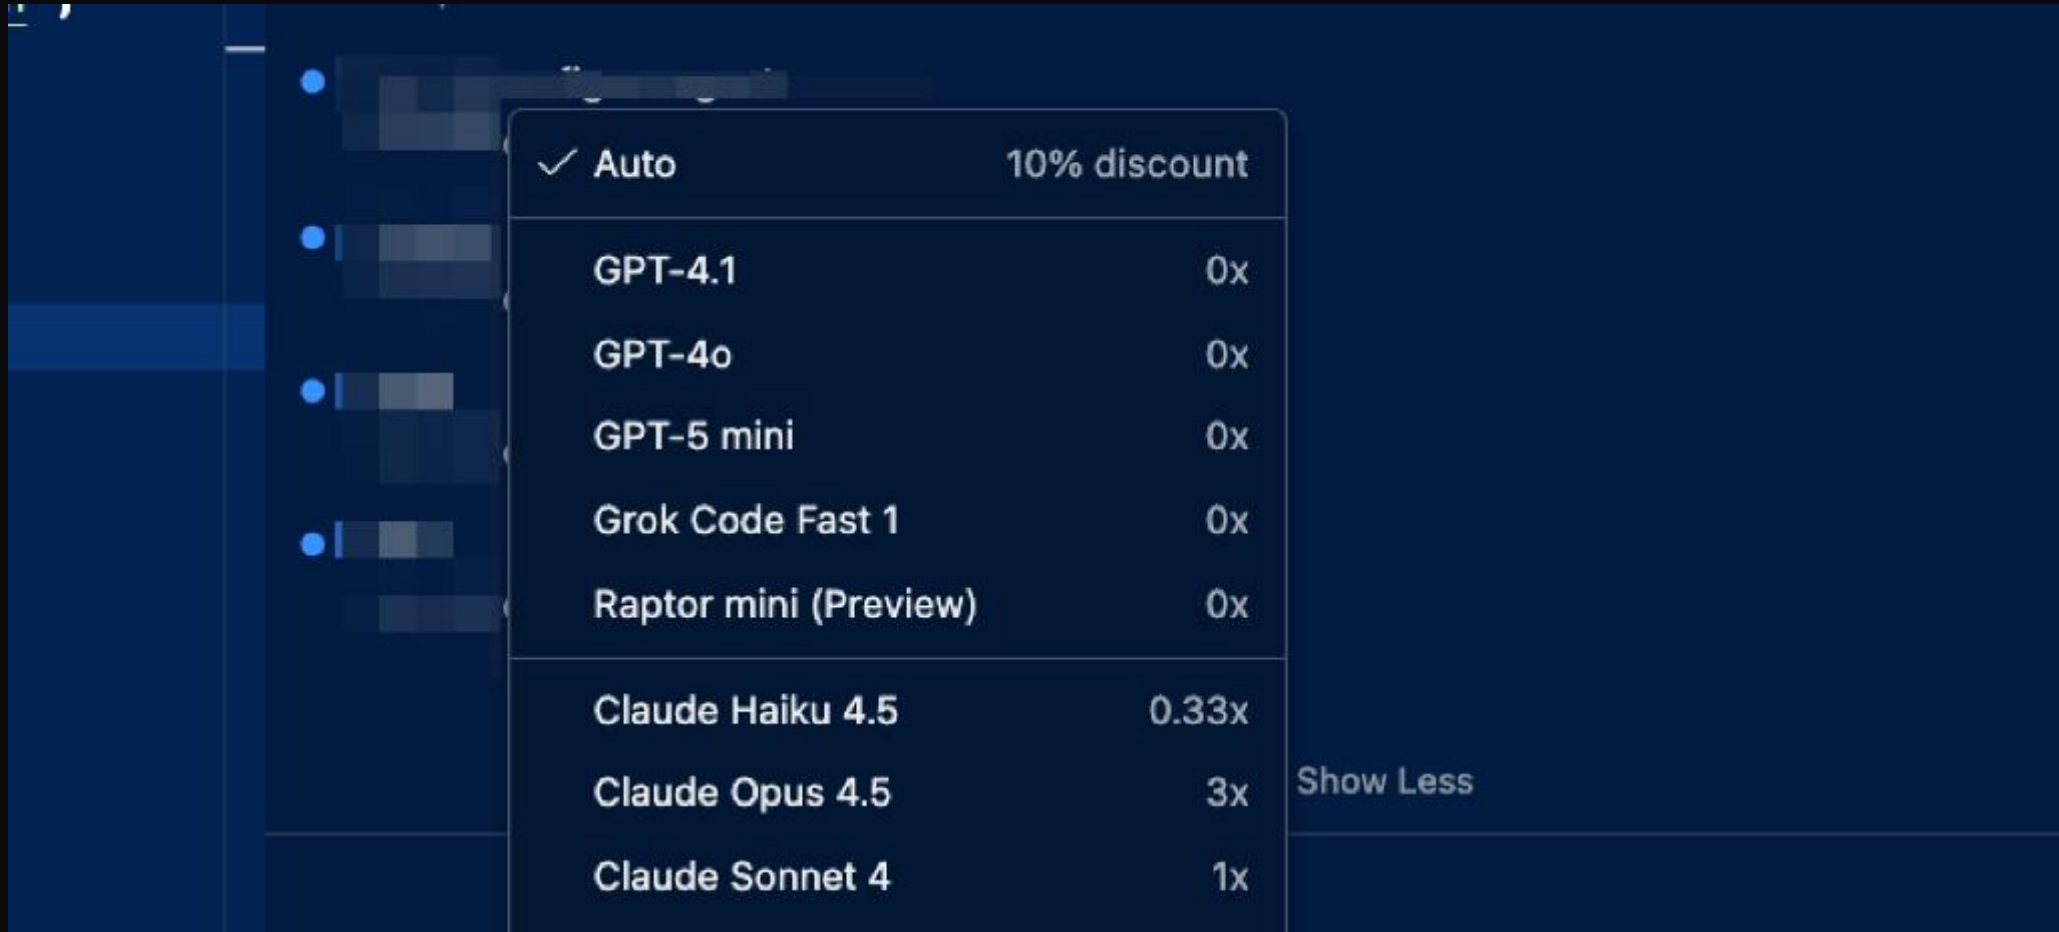 Auto 10% discount
GPT-4.1 0x
GPT-4o 0x
GPT-5 mini 0x
Grok Code Fast 1 0x
Raptor mini (Preview) 0x
Claude Haiku 4.5 0.33x
Claude Opus 4.5 3x
Show Less
Claude Sonnet 4 1x